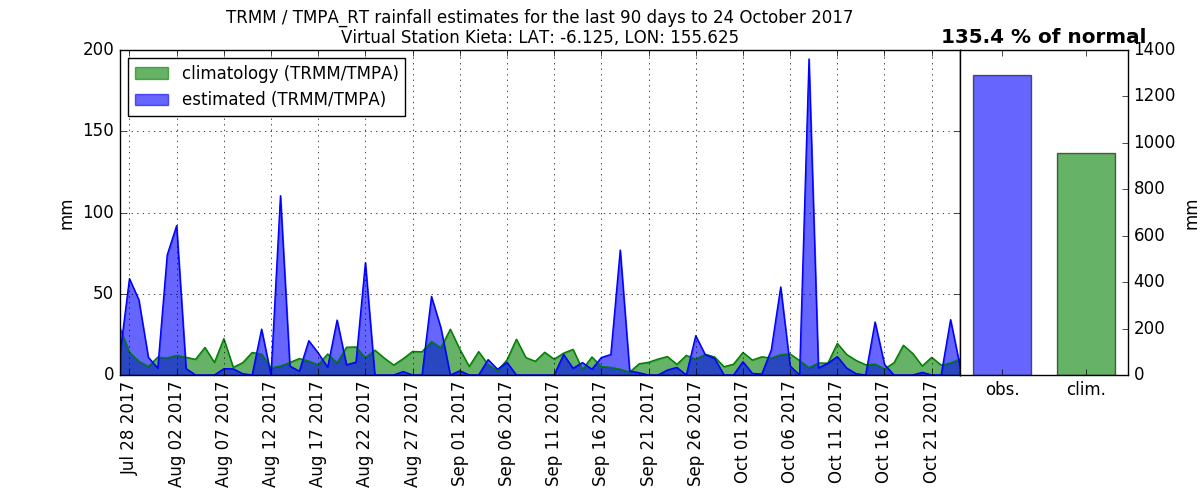 TRMM / TMPA_RT rainfall estimates for the last 90 days to 24 October 2017
Virtual Station Kieta: LAT: -6.125, LON: 155.625
135.4 % of normal
climatology (TRMM/TMPA)
estimated (TRMM/TMPA)
mm
200
150
100
50
0
Jul 28 2017
Aug 02 2017
Aug 07 2017
Aug 12 2017
Aug 17 2017
Aug 22 2017
Aug 27 2017
Sep 01 2017
Sep 06 2017
Sep 11 2017
Sep 16 2017
Sep 21 2017
Sep 26 2017
Oct 01 2017
Oct 06 2017
Oct 11 2017
Oct 16 2017
Oct 21 2017
obs.
clim.
1400
1200
1000
800
600
400
200
0
mm